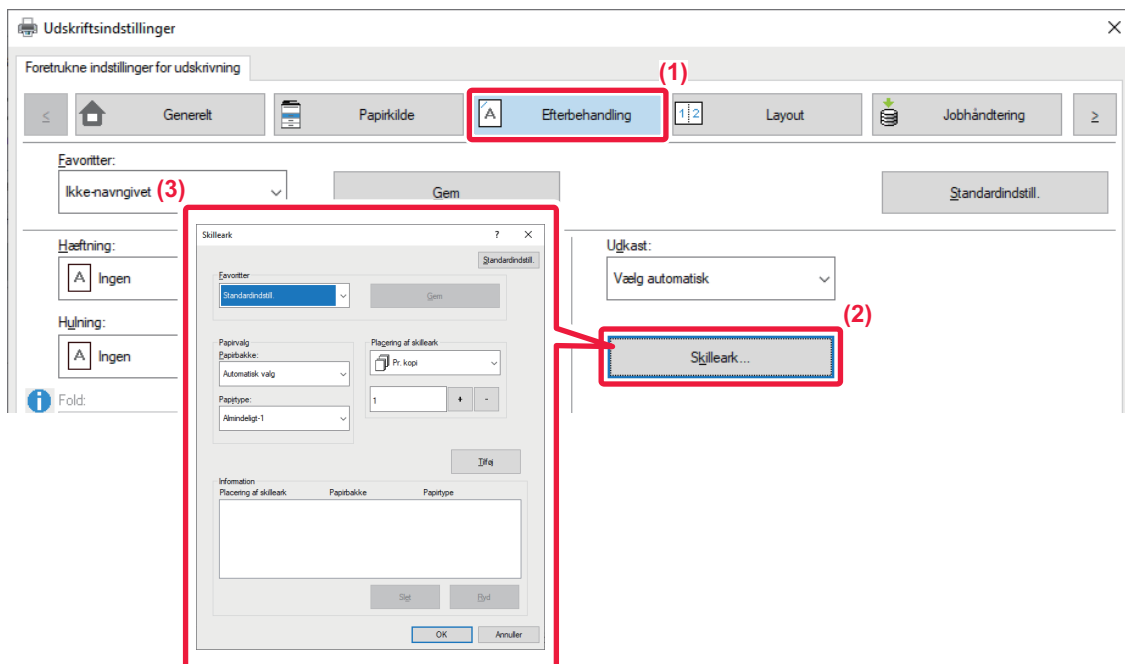 Udskriftsindstillinger
Foretrukne indstillinger for udskrivning
(1)
< Generelt Papirkilde Efterbehandling Layout Jobhåndtering >
Favoritter:
Ikke-navngivet (3) Gem Standardindstill.
Hæftning:
Ingen
Hulning:
Ingen
Fold:
Udkast:
Vælg automatisk
(2)
Skilleark...
Skilleark ? ×
Standardindstill.
Favoritter
Standardindstill. Gem
Papirvalg
Papirbakke:
Automatisk valg
Papirtype:
Almindeligt-1
Placering af skilleark
Pr. kopi
1 + -
Tilføj
Information
Placering af skilleark Papirbakke Papirtype
Slet Ryd
OK Annuller